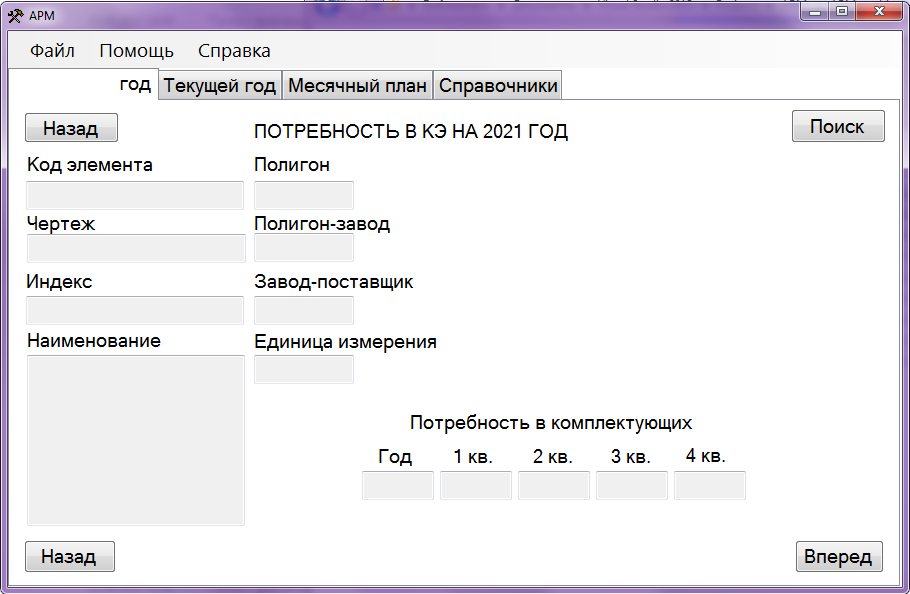 АРМ
Файл Помощь Справка
год Текущей год Месячный план Справочники
Назад ПОТРЕБНОСТЬ В КЭ НА 2021 ГОД Поиск
Код элемента Полигон
Чертеж Полигон-завод
Индекс Завод-поставщик
Наименование Единица измерения
Потребность в комплектующих
Год 1 кв. 2 кв. 3 кв. 4 кв.
Назад Вперед